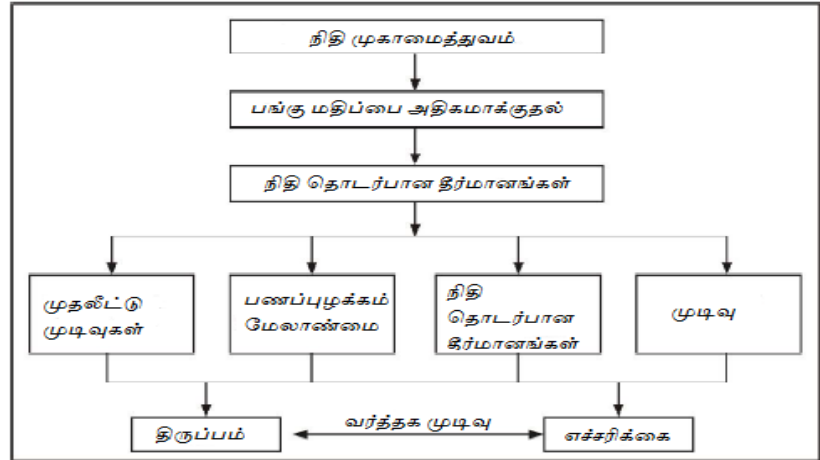 நிதி முகாமைத்துவம்
பங்கு மதிப்பை அதிகமாக்குதல்
நிதி தொடர்பான தீர்மானங்கள்
முதலீட்டு
முடிவுகள்
பணப்புழக்கம்
மேலாண்மை
நிதி
தொடர்பான
தீர்மானங்கள்
முடிவு
திருப்பம்
வர்த்தக முடிவு
எச்சரிக்கை